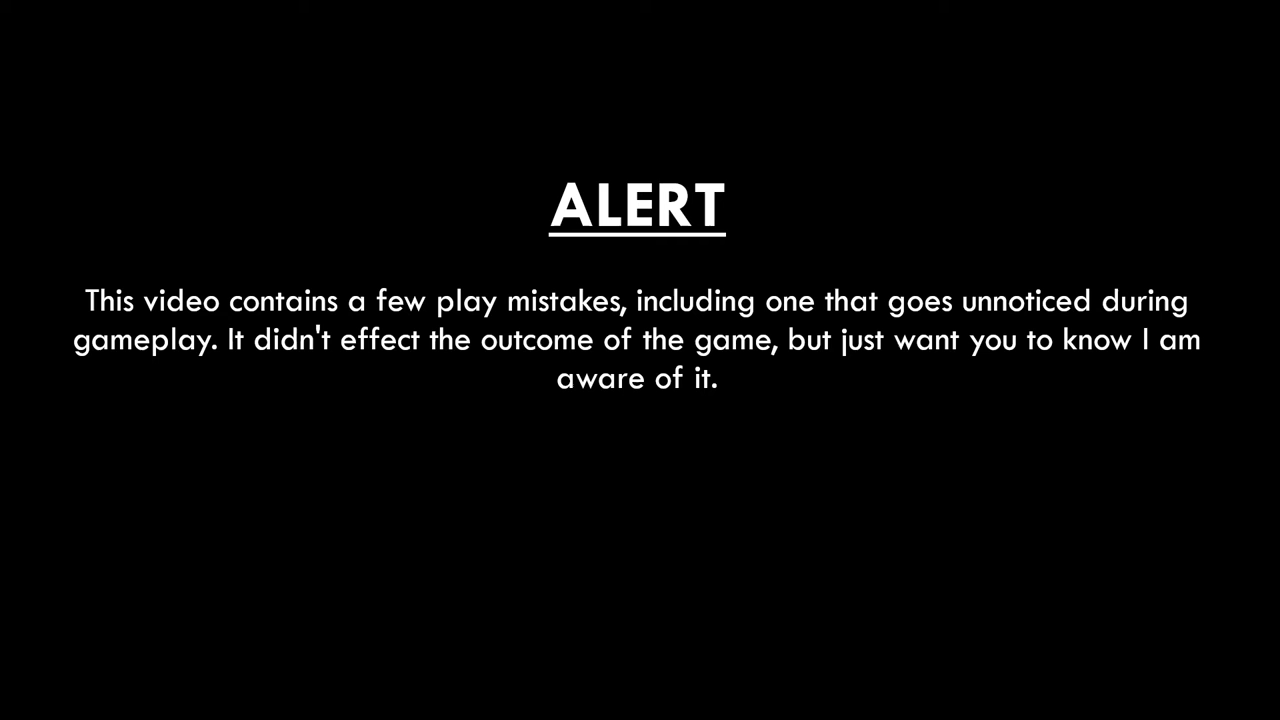 ALERT
This video contains a few play mistakes, including one that goes unnoticed during
gameplay. It didn't effect the outcome of the game, but just want you to know I am
aware of it.